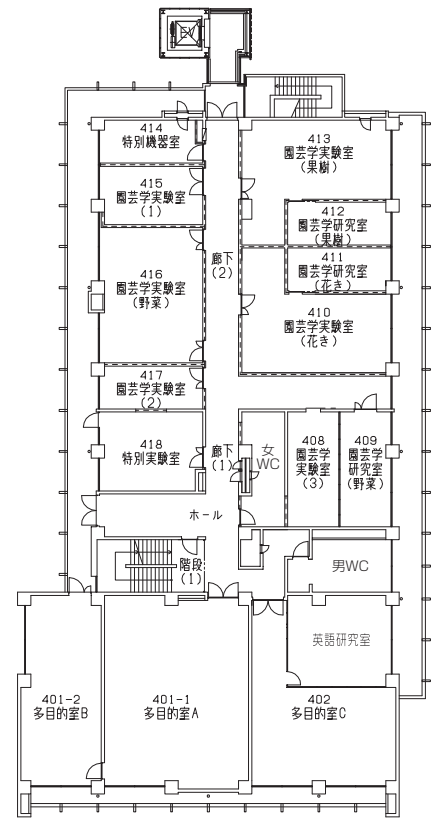 EV
414
特別機器室
413
園芸学実験室
(果樹)
415
園芸学実験室
(1)
412
園芸学研究室
(果樹)
廊下
(2)
411
園芸学研究室
(花き)
416
園芸学実験室
(野菜)
410
園芸学実験室
(花き)
417
園芸学実験室
(2)
418
特別実験室
廊下
(1)
女
WC
408
園芸学
実験室
(3)
409
園芸学
研究室
(野菜)
ホール
階段
(1)
男WC
英語研究室
401-2
多目的室B
401-1
多目的室A
402
多目的室C